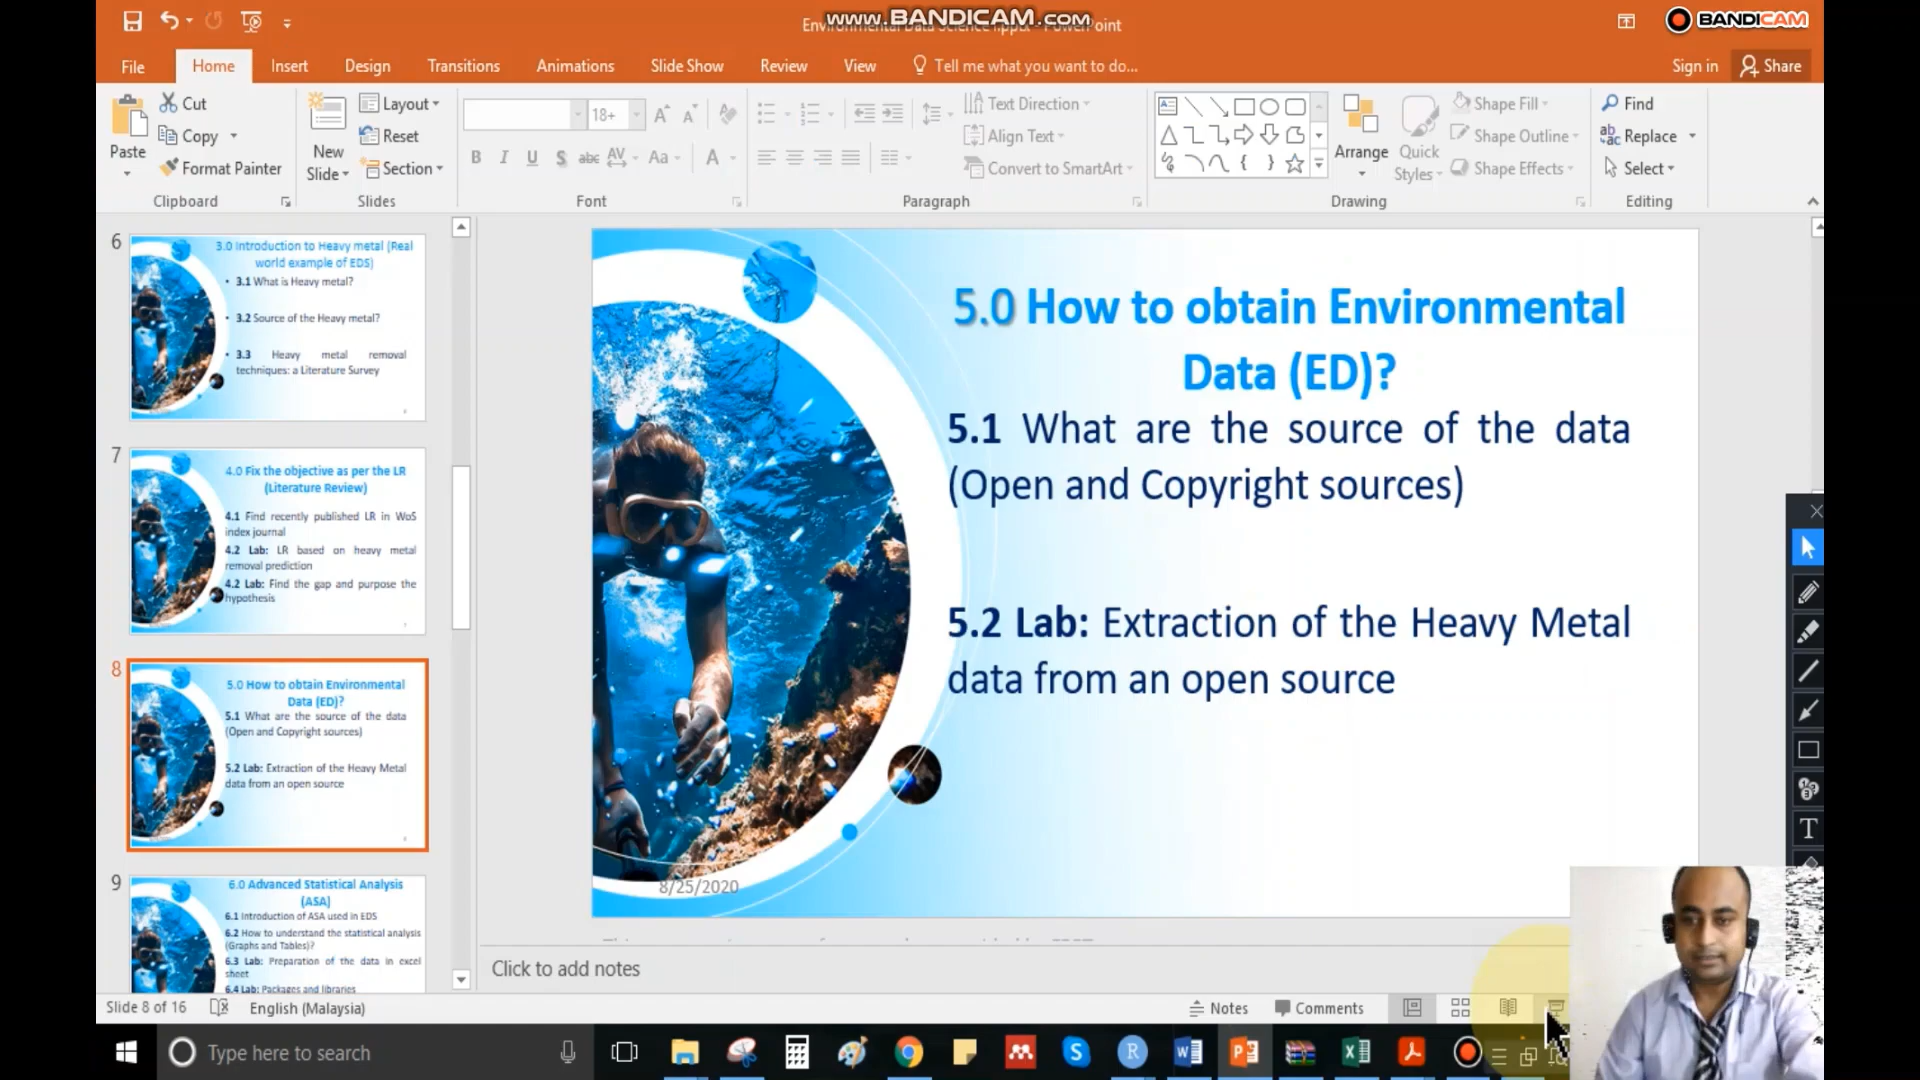 www.BANDICAM.com
BANDICAM
File
Home
Insert
Design
Transitions
Animations
Slide Show
Review
View
Tell me what you want to do...
Sign in
Share
Cut
Copy
Format Painter
Paste
Clipboard
New
Slide
Layout
Reset
Section
Slides
18+
Font
Text Direction
Align Text
Convert to SmartArt
Paragraph
Arrange
Quick
Styles
Shape Fill
Shape Outline
Shape Effects
Drawing
Find
Replace
Select
Editing
6
3.0 Introduction to Heavy metal (Real
world example of EDS)
• 3.1 What is Heavy metal?
• 3.2 Source of the Heavy metal?
• 3.3 Heavy metal removal
techniques: a Literature Survey
7
4.0 Fix the objective as per the LR
(Literature Review)
4.1 Find recently published LR in WoS
index journal
4.2 Lab: LR based on heavy metal
removal prediction
4.2 Lab: Find the gap and purpose the
hypothesis
8
5.0 How to obtain Environmental
Data (ED)?
5.1 What are the source of the data
(Open and Copyright sources)
5.2 Lab: Extraction of the Heavy Metal
data from an open source
9
6.0 Advanced Statistical Analysis
(ASA)
6.1 Introduction of ASA used in EDS
6.2 How to understand the statistical analysis
(Graphs and Tables)?
6.3 Lab: Preparation of the data in excel
sheet
6.4 Lab: Packages and libraries
5.0 How to obtain Environmental
Data (ED)?
5.1 What are the source of the data
(Open and Copyright sources)
5.2 Lab: Extraction of the Heavy Metal
data from an open source
8/25/2020
Click to add notes
Slide 8 of 16
English (Malaysia)
Notes
Comments
Type here to search